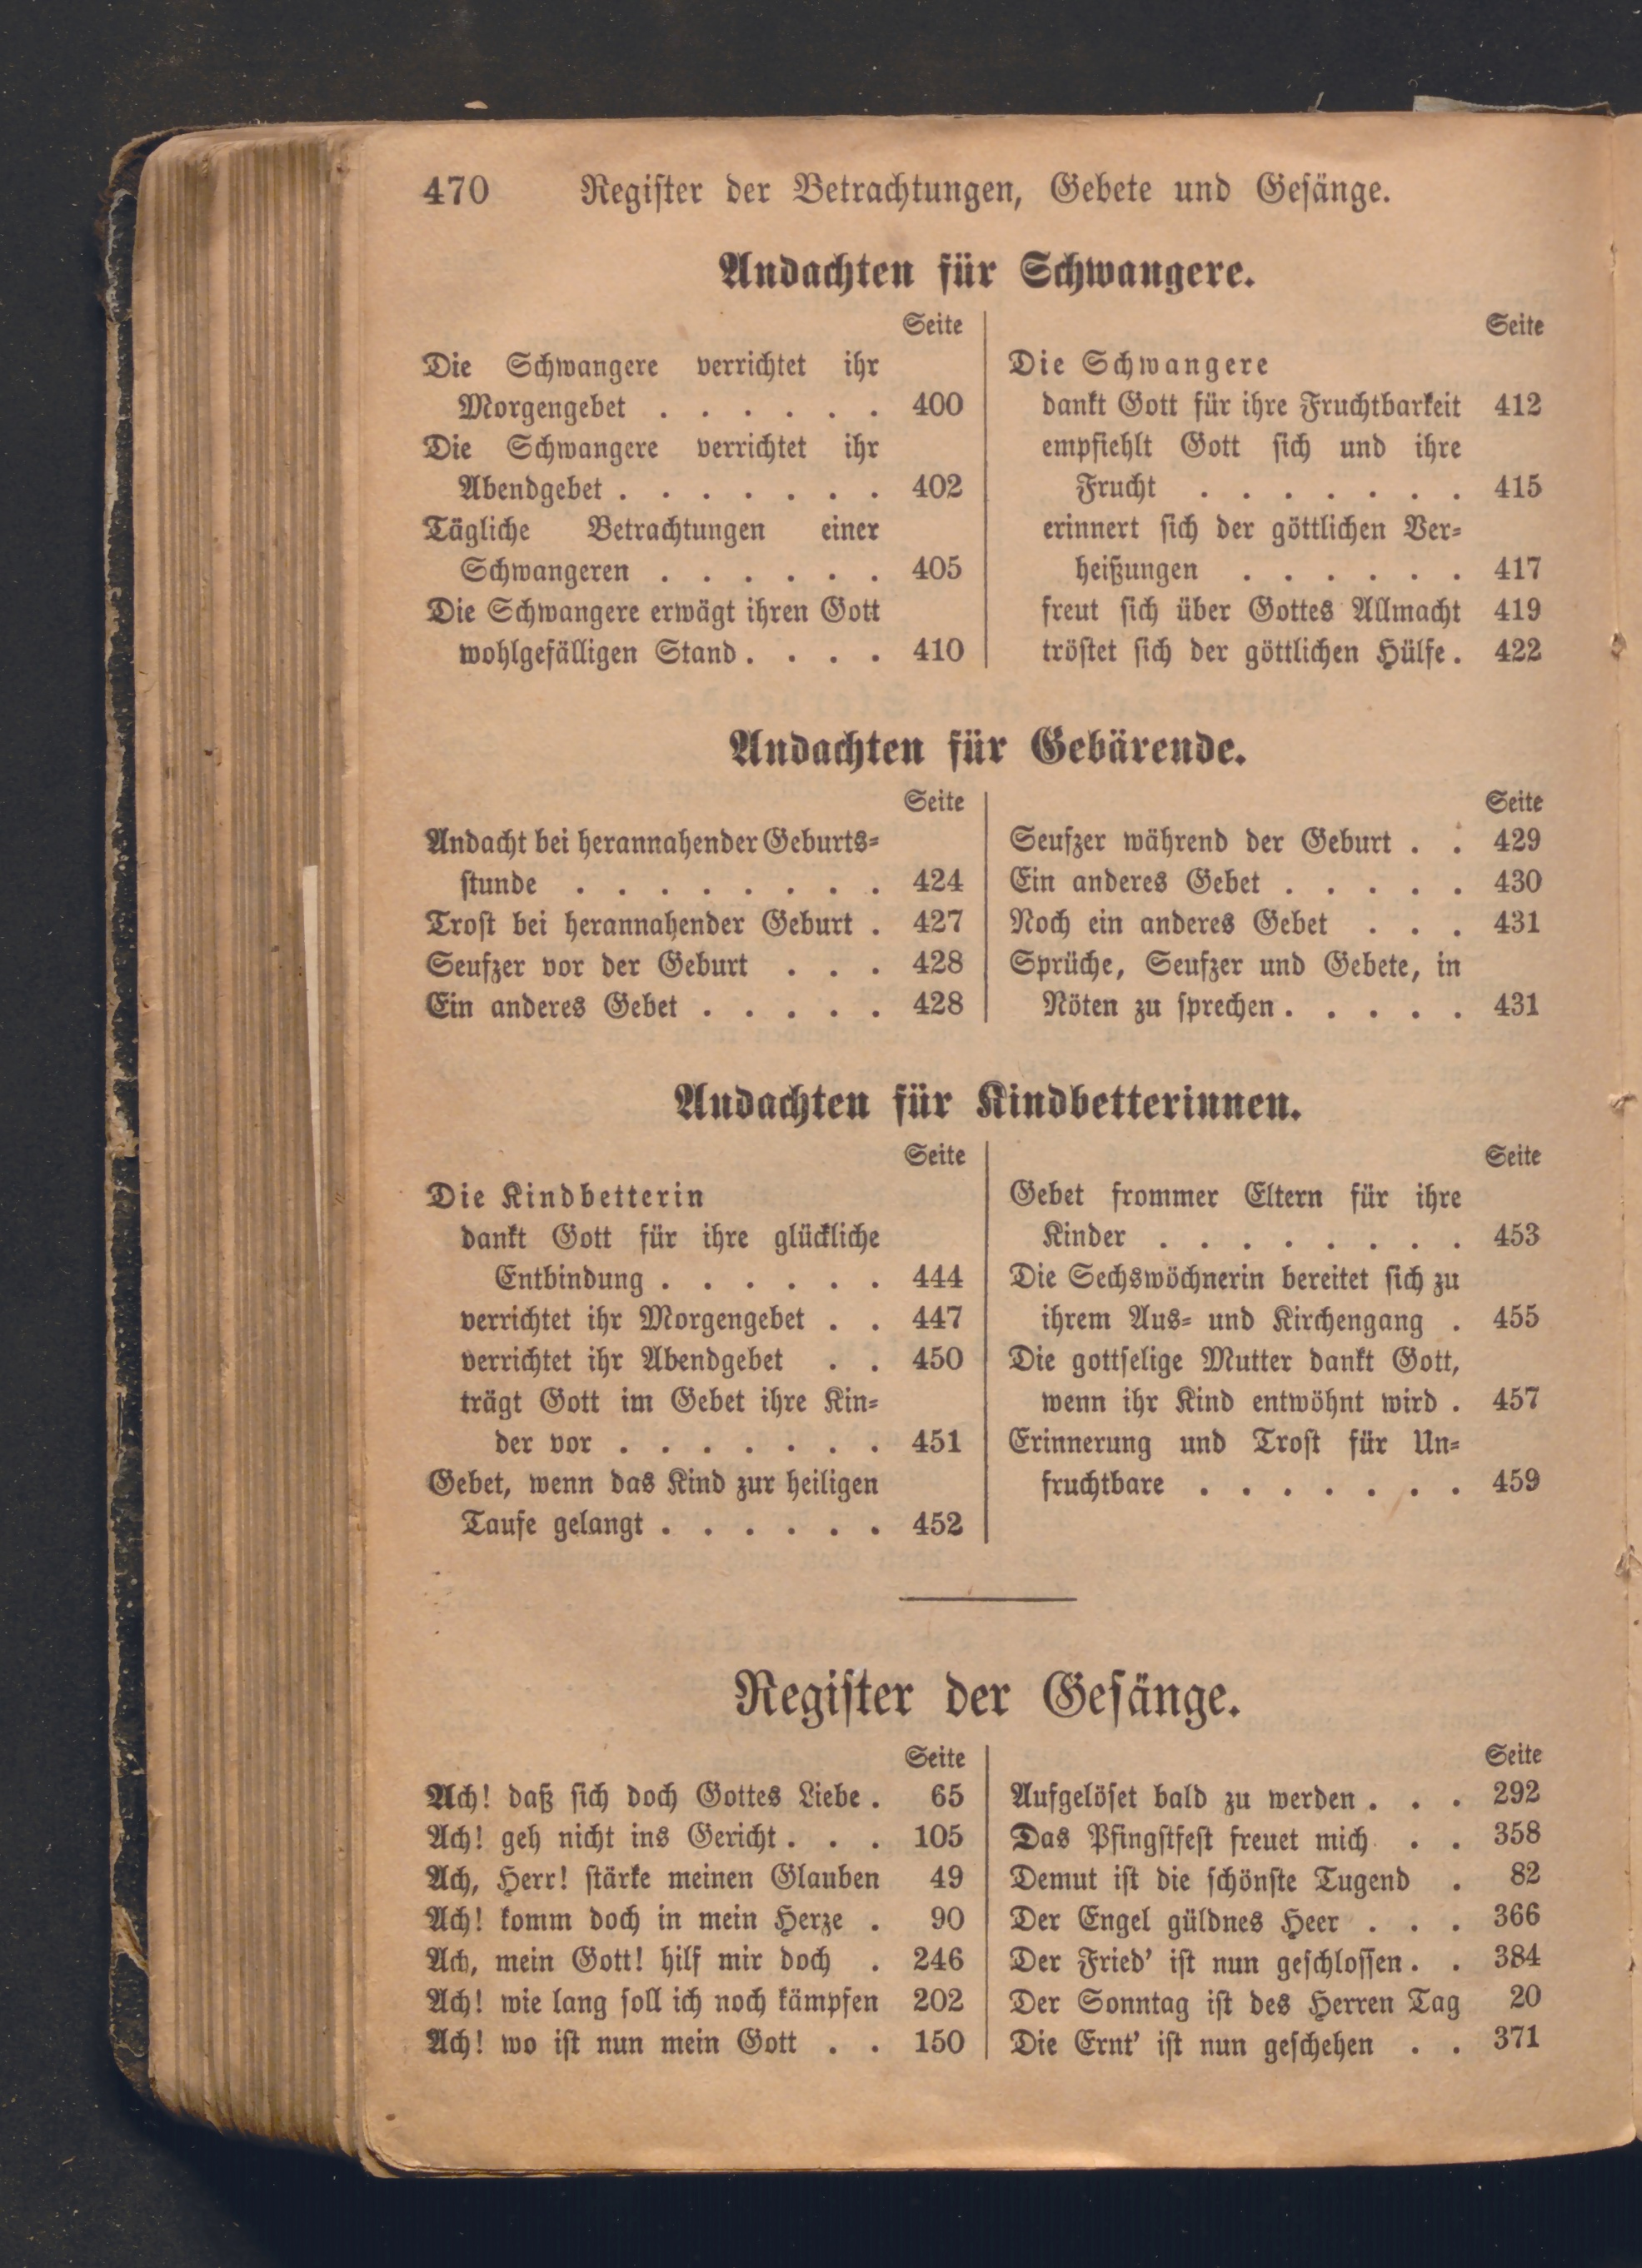 470 Register der Betrachtungen, Gebete und Gesänge.
Andachten für Schwangere.
Seite
Die Schwangere verrichtet ihr
Morgengebet . . . . . . 400
Die Schwangere verrichtet ihr
Abendgebet . . . . . . . 402
Tägliche Betrachtungen einer
Schwangeren . . . . . . 405
Die Schwangere erwägt ihren Gott
wohlgefälligen Stand . . . . 410
Seite
Die Schwangere
dankt Gott für ihre Fruchtbarkeit 412
empfiehlt Gott sich und ihre
Frucht . . . . . . . 415
erinnert sich der göttlichen Ver-
heißungen . . . . . . 417
freut sich über Gottes Allmacht 419
tröstet sich der göttlichen Hülfe . 422
Andachten für Gebärende.
Seite
Andacht bei herannahender Geburts-
stunde . . . . . . . . 424
Trost bei herannahender Geburt . 427
Seufzer vor der Geburt . . . 428
Ein anderes Gebet . . . . . 428
Seite
Seufzer während der Geburt . . 429
Ein anderes Gebet . . . . . 430
Noch ein anderes Gebet . . . 431
Sprüche, Seufzer und Gebete, in
Nöten zu sprechen . . . . . 431
Andachten für Kindbetterinnen.
Seite
Die Kindbetterin
dankt Gott für ihre glückliche
Entbindung . . . . . . 444
verrichtet ihr Morgengebet . . 447
verrichtet ihr Abendgebet . . 450
trägt Gott im Gebet ihre Kin-
der vor . . . . . . . 451
Gebet, wenn das Kind zur heiligen
Taufe gelangt . . . . . . 452
Seite
Gebet frommer Eltern für ihre
Kinder . . . . . . . . 453
Die Sechswöchnerin bereitet sich zu
ihrem Aus- und Kirchengang . 455
Die gottselige Mutter dankt Gott,
wenn ihr Kind entwöhnt wird . 457
Erinnerung und Trost für Un-
fruchtbare . . . . . . . 459
Register der Gesänge.
Seite
Ach! daß sich doch Gottes Liebe . 65
Ach! geh nicht ins Gericht . . . 105
Ach, Herr! stärke meinen Glauben 49
Ach! komm doch in mein Herze . 90
Ach, mein Gott! hilf mir doch . 246
Ach! wie lang soll ich noch kämpfen 202
Ach! wo ist nun mein Gott . . 150
Seite
Aufgelöset bald zu werden . . . 292
Das Pfingstfest freuet mich . . 358
Demut ist die schönste Tugend . 82
Der Engel güldnes Heer . . . 366
Der Fried' ist nun geschlossen . . 384
Der Sonntag ist des Herren Tag 20
Die Ernt' ist nun geschehen . . 371